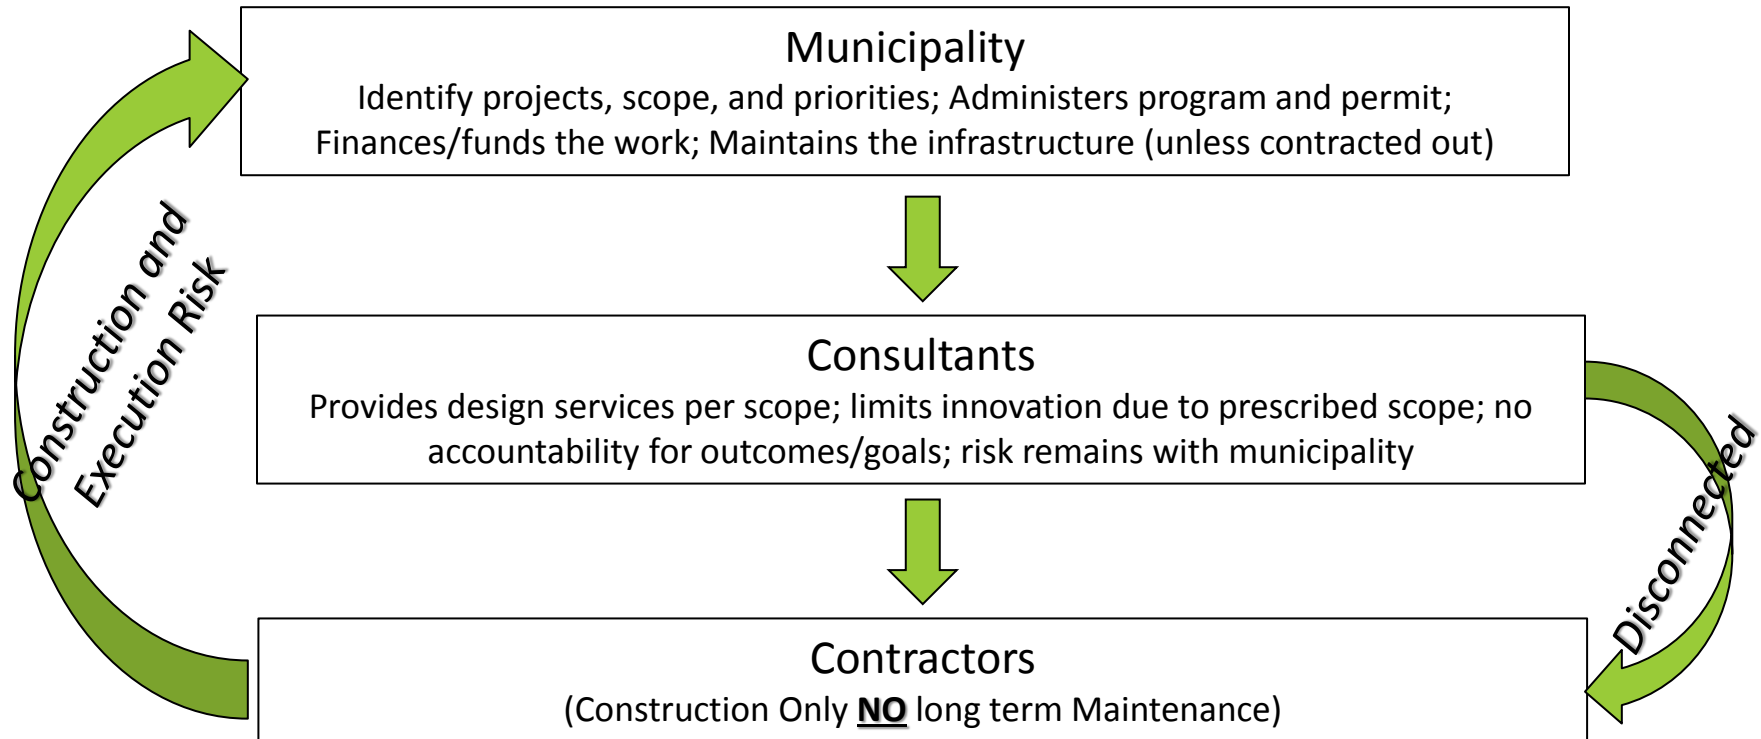 Municipality
Identify projects, scope, and priorities; Administers program and permit;
Finances/funds the work; Maintains the infrastructure (unless contracted out)
Construction and
Execution Risk
Consultants
Provides design services per scope; limits innovation due to prescribed scope; no
accountability for outcomes/goals; risk remains with municipality
Disconnected
Contractors
(Construction Only NO long term Maintenance)